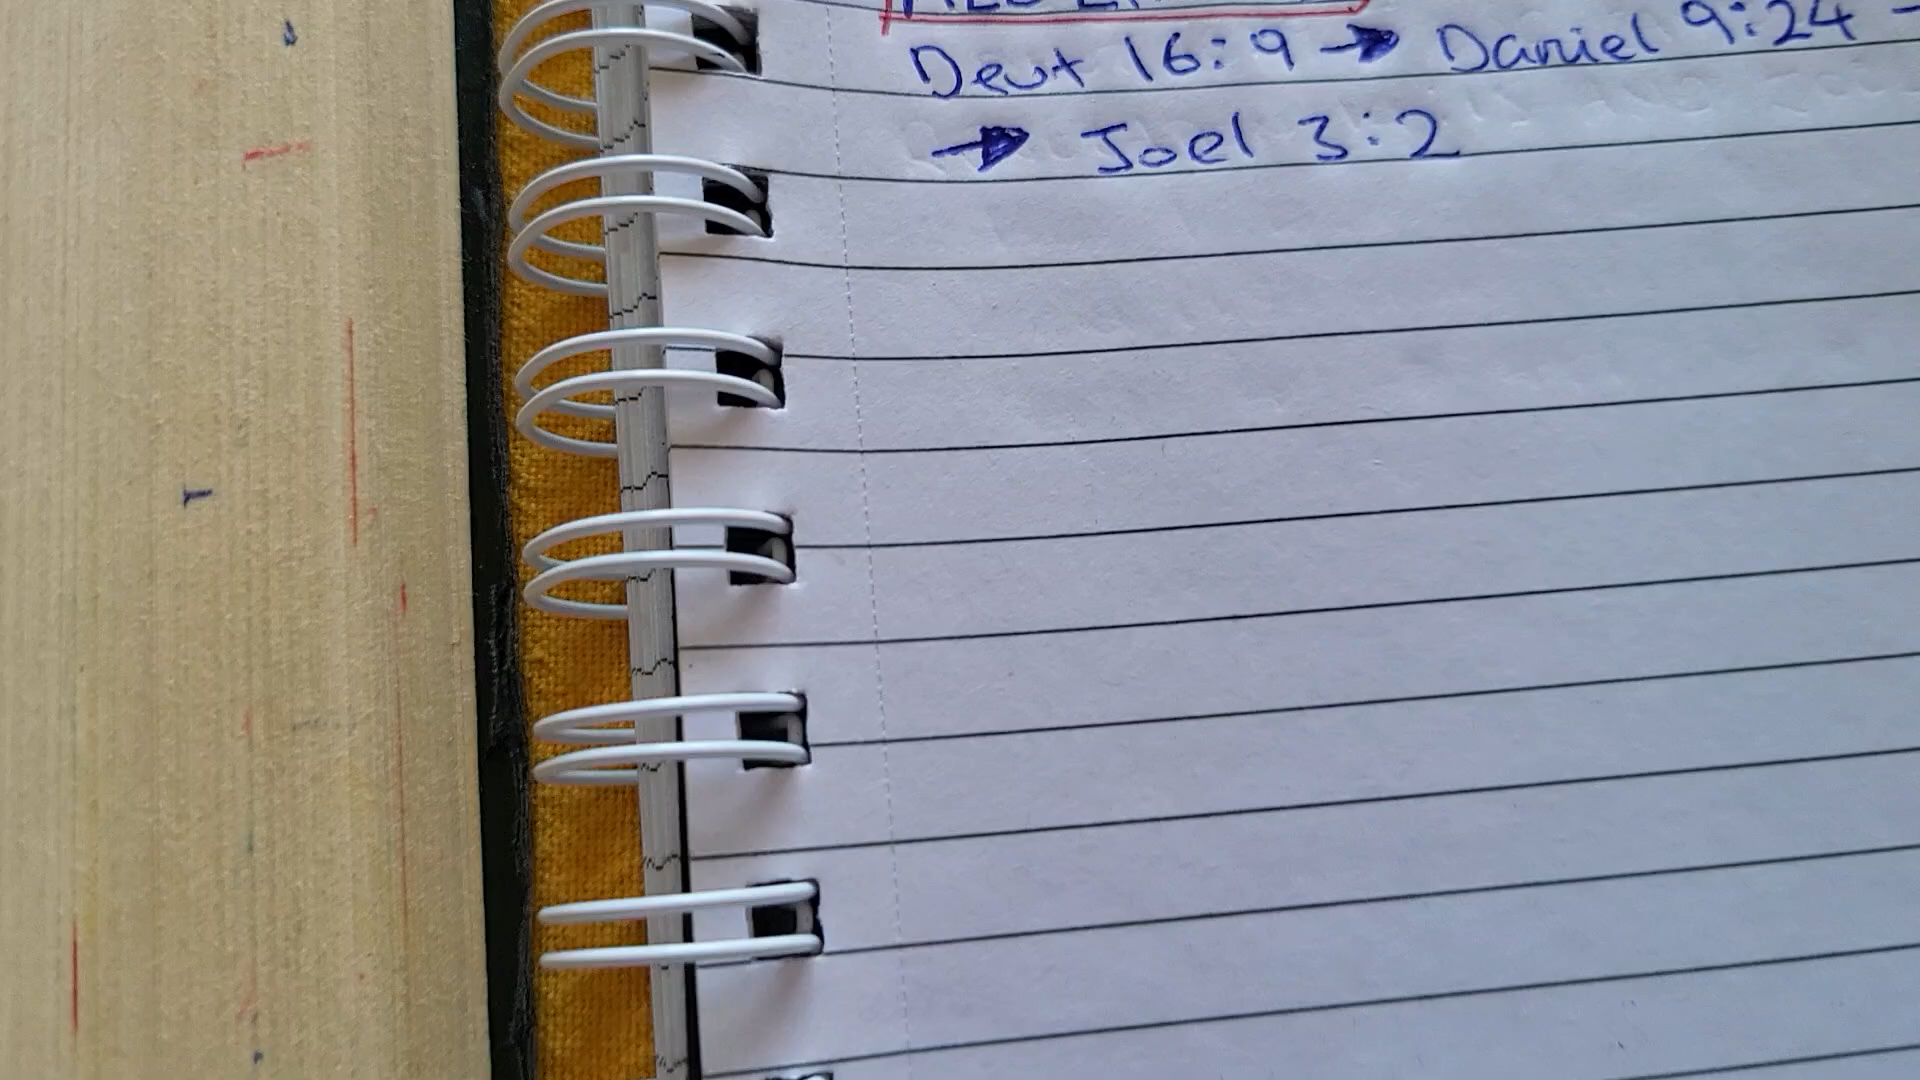 Deut 16:9 → Daniel 9:24 -
→ Joel 3:2